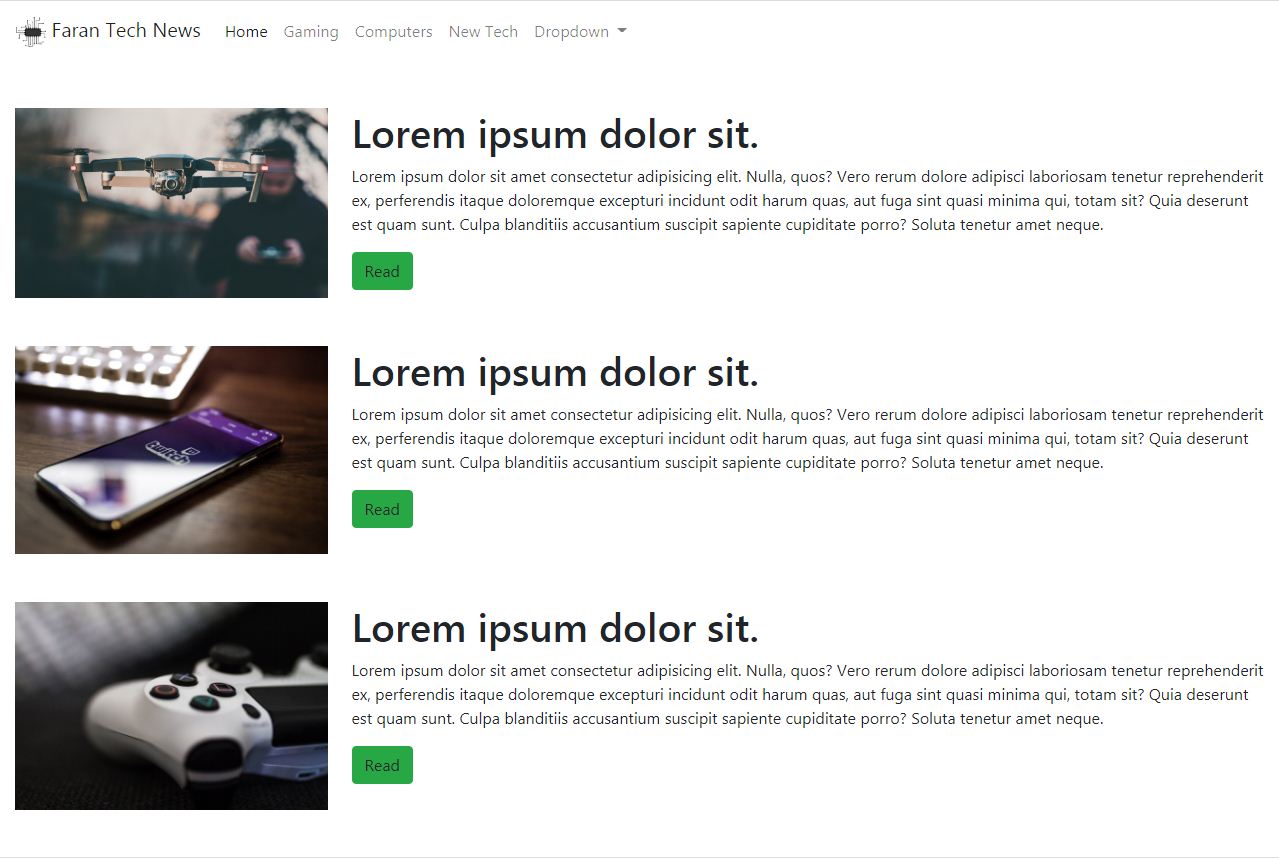 Faran Tech News Home Gaming Computers New Tech Dropdown
Lorem ipsum dolor sit.
Lorem ipsum dolor sit amet consectetur adipisicing elit. Nulla, quos? Vero rerum dolore adipisci laboriosam tenetur reprehenderit
ex, perferendis itaque doloremque excepturi incidunt odit harum quas, aut fuga sint quasi minima qui, totam sit? Quia deserunt
est quam sunt. Culpa blanditiis accusantium suscipit sapiente cupiditate porro? Soluta tenetur amet neque.
Read
twitch
Lorem ipsum dolor sit.
Lorem ipsum dolor sit amet consectetur adipisicing elit. Nulla, quos? Vero rerum dolore adipisci laboriosam tenetur reprehenderit
ex, perferendis itaque doloremque excepturi incidunt odit harum quas, aut fuga sint quasi minima qui, totam sit? Quia deserunt
est quam sunt. Culpa blanditiis accusantium suscipit sapiente cupiditate porro? Soluta tenetur amet neque.
Read
Lorem ipsum dolor sit.
Lorem ipsum dolor sit amet consectetur adipisicing elit. Nulla, quos? Vero rerum dolore adipisci laboriosam tenetur reprehenderit
ex, perferendis itaque doloremque excepturi incidunt odit harum quas, aut fuga sint quasi minima qui, totam sit? Quia deserunt
est quam sunt. Culpa blanditiis accusantium suscipit sapiente cupiditate porro? Soluta tenetur amet neque.
Read